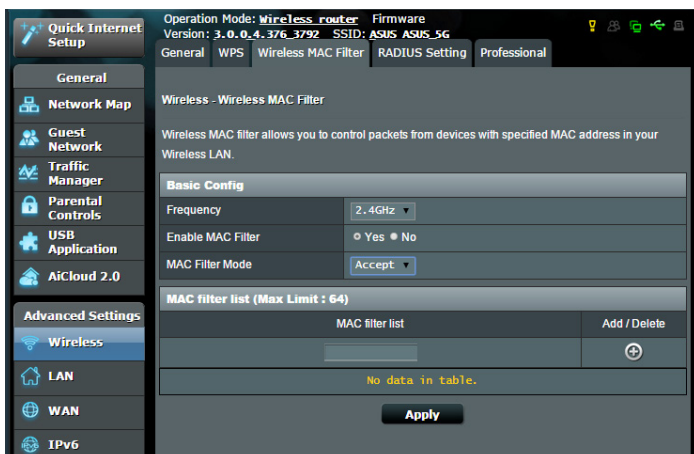 Quick Internet
Setup
General
Network Map
Guest
Network
Traffic
Manager
Parental
Controls
USB
Application
AiCloud 2.0
Advanced Settings
Wireless
LAN
WAN
IPv6
Operation Mode: Wireless router Firmware
Version: 3.0.0.4.376_3792 SSID: ASUS ASUS_5G
General WPS Wireless MAC Filter RADIUS Setting Professional
Wireless - Wireless MAC Filter
Wireless MAC filter allows you to control packets from devices with specified MAC address in your
Wireless LAN.
Basic Config
Frequency 2.4GHz
Enable MAC Filter Yes No
MAC Filter Mode Accept
MAC filter list (Max Limit : 64)
MAC filter list Add / Delete
No data in table.
Apply